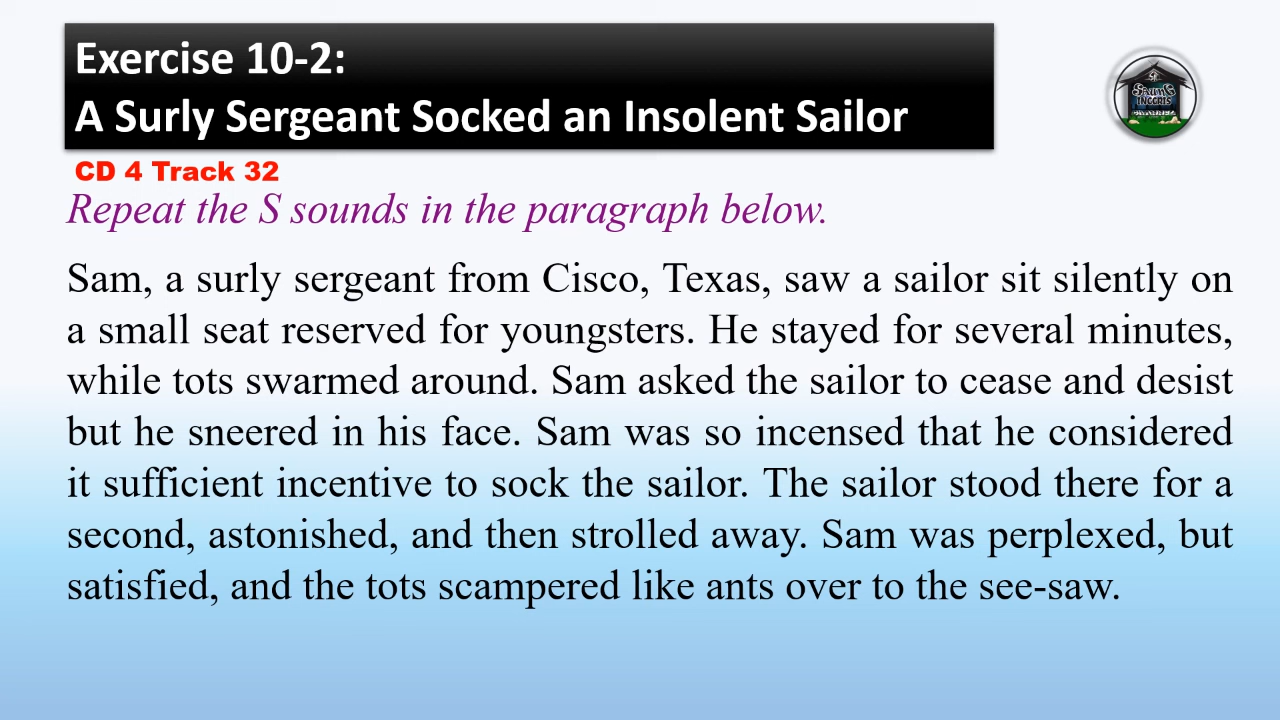 Exercise 10-2:
A Surly Sergeant Socked an Insolent Sailor
CD 4 Track 32
Repeat the S sounds in the paragraph below.
Sam, a surly sergeant from Cisco, Texas, saw a sailor sit silently on
a small seat reserved for youngsters. He stayed for several minutes,
while tots swarmed around. Sam asked the sailor to cease and desist
but he sneered in his face. Sam was so incensed that he considered
it sufficient incentive to sock the sailor. The sailor stood there for a
second, astonished, and then strolled away. Sam was perplexed, but
satisfied, and the tots scampered like ants over to the see-saw.
INGGRIS